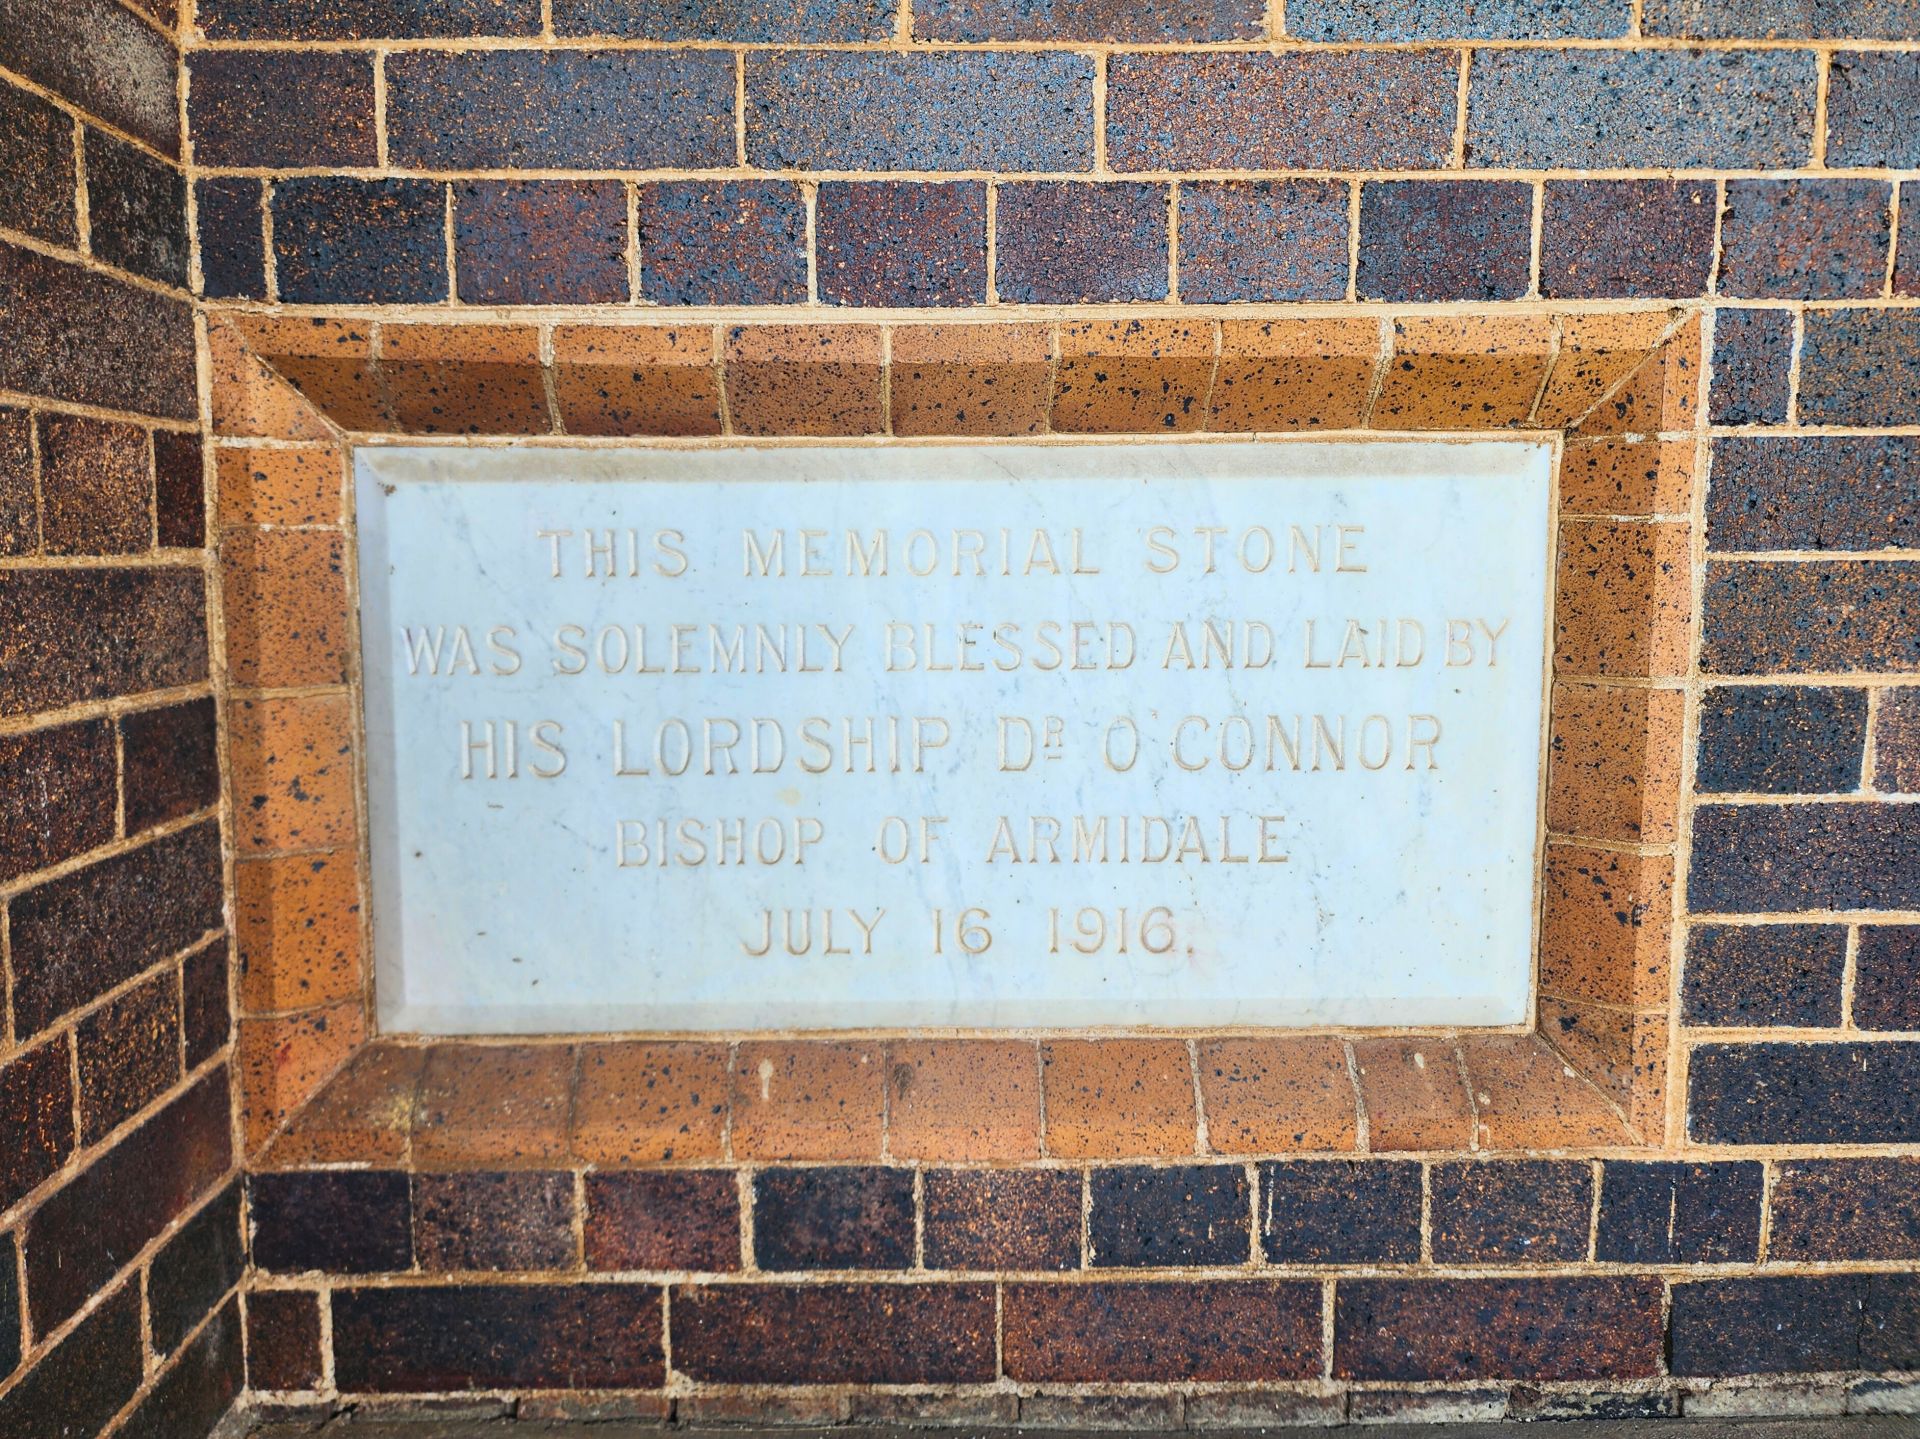 THIS MEMORIAL STONE
WAS SOLEMNLY BLESSED AND LAID BY
HIS LORDSHIP DR O'CONNOR
BISHOP OF ARMIDALE
JULY 16 1916.